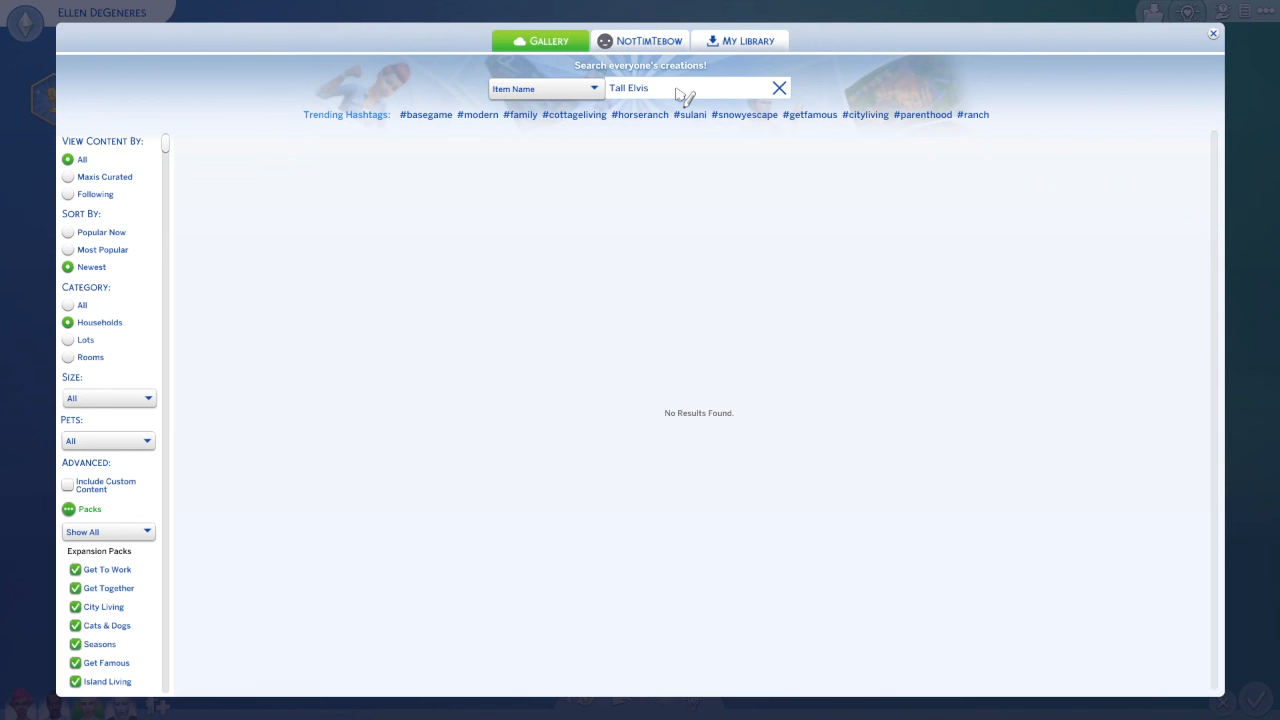 ELLEN DEGENERES
GALLERY
NOTTIMTEBOW
MY LIBRARY
Search everyone's creations!
Item Name
Tall Elvis
Trending Hashtags: #basegame #modern #family #cottageliving #horseranch #sulani #snowyescape #getfamous #cityliving #parenthood #ranch
VIEW CONTENT BY:
All
Maxis Curated
Following
SORT BY:
Popular Now
Most Popular
Newest
CATEGORY:
All
Households
Lots
Rooms
SIZE:
All
PETS:
All
ADVANCED:
Include Custom
Content
Packs
Show All
Expansion Packs
Get To Work
Get Together
City Living
Cats & Dogs
Seasons
Get Famous
Island Living
No Results Found.